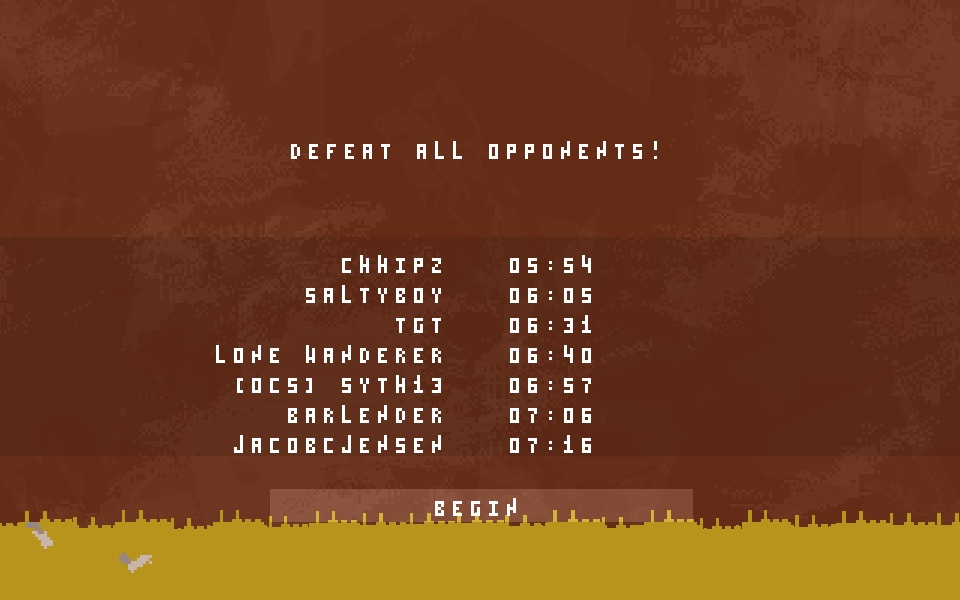 DEFEAT ALL OPPONENTS!
CHHIPZ 05:54
SALTYBOY 06:05
TGT 06:31
LONE WANDERER 06:40
[OCS] SYTH13 06:57
BARLENDER 07:06
JACOBCJENSEN 07:16
BEGIN